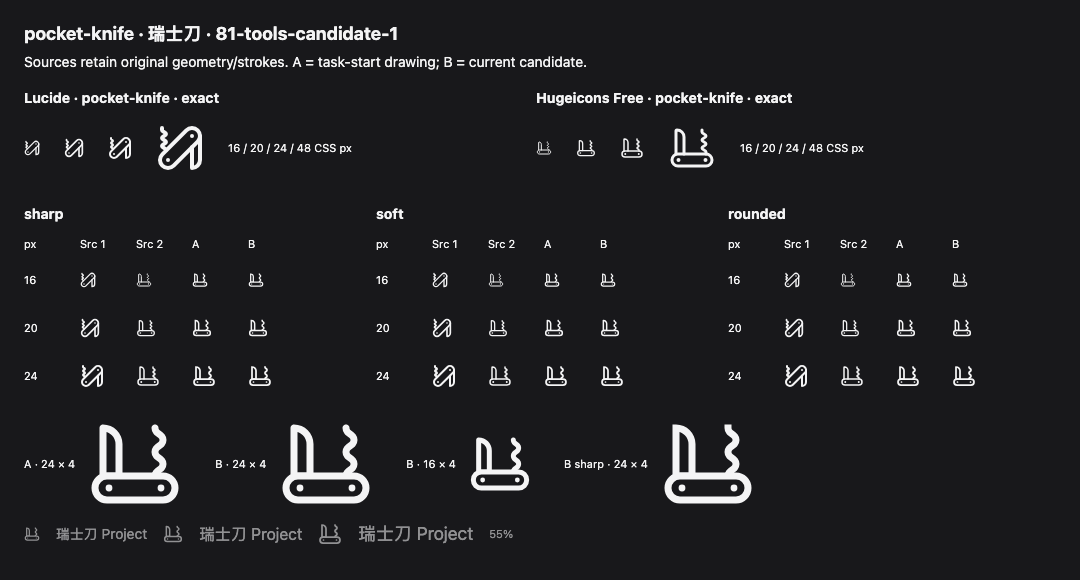 pocket-knife · 瑞士刀 · 81-tools-candidate-1
Sources retain original geometry/strokes. A = task-start drawing; B = current candidate.
Lucide · pocket-knife · exact
16 / 20 / 24 / 48 CSS px
Hugeicons Free · pocket-knife · exact
16 / 20 / 24 / 48 CSS px
sharp
px Src 1 Src 2 A B
16
20
24
soft
px Src 1 Src 2 A B
16
20
24
rounded
px Src 1 Src 2 A B
16
20
24
A · 24 × 4
B · 24 × 4
B · 16 × 4
B sharp · 24 × 4
瑞士刀 Project 瑞士刀 Project 瑞士刀 Project 55%